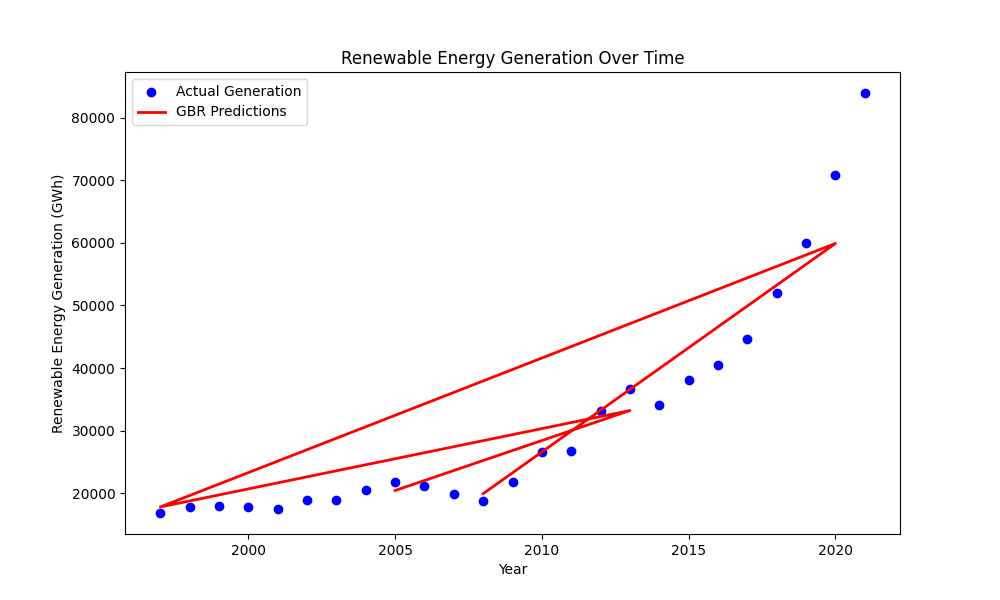 Renewable Energy Generation Over Time
Actual Generation
GBR Predictions
Renewable Energy Generation (GWh)
80000
70000
60000
50000
40000
30000
20000
2000
2005
2010
2015
2020
Year